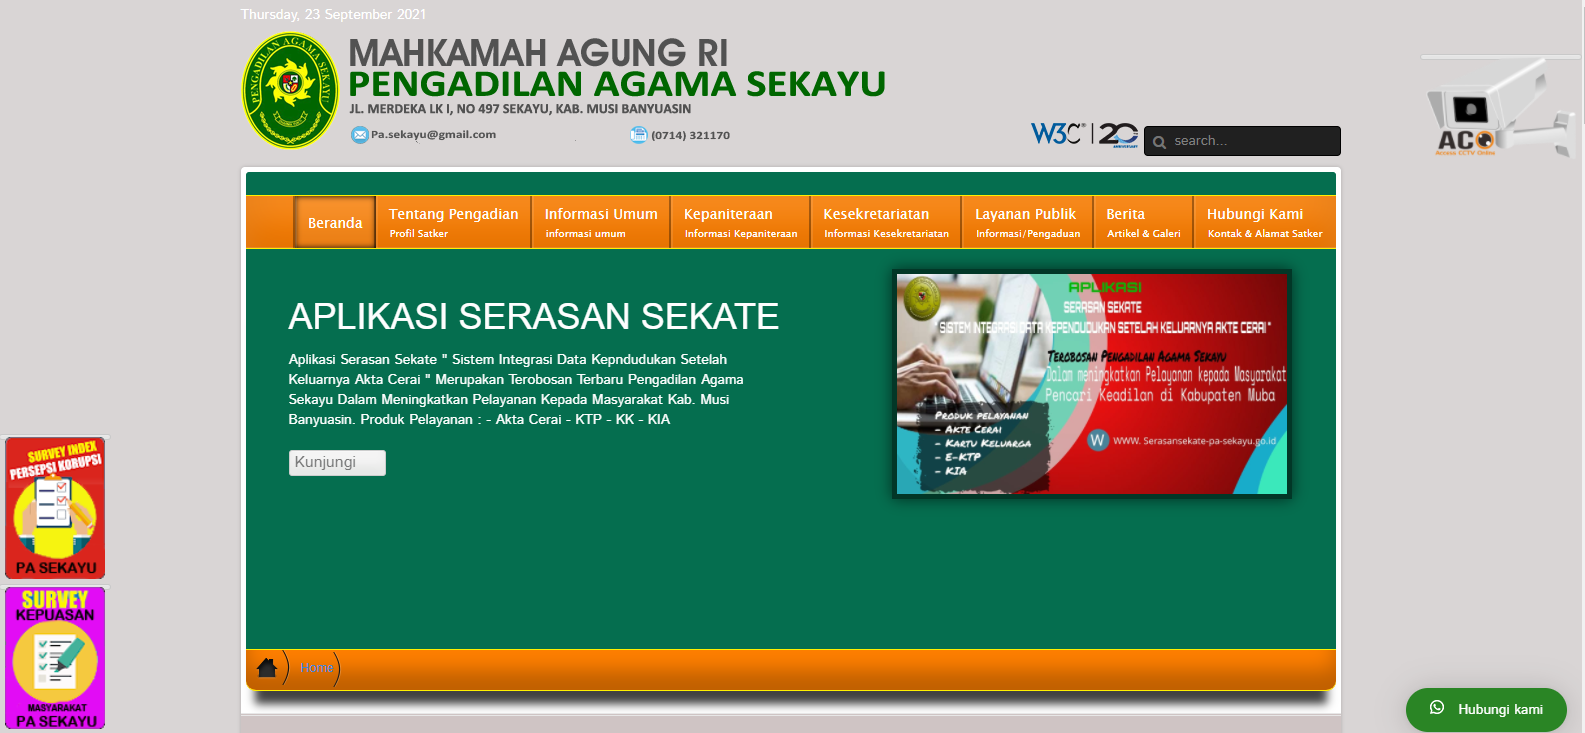 Thursday, 23 September 2021
PENGADILAN AGAMA SEKAYU
MAHKAMAH AGUNG RI
PENGADILAN AGAMA SEKAYU
JL. MERDEKA LK I, NO 497 SEKAYU, KAB. MUSI BANYUASIN
Pa.sekayu@gmail.com
(0714) 321170
W3C® | 20
ANNIVERSARY
search...
ACO
Access CCTV Online
Beranda
Tentang Pengadian
Profil Satker
Informasi Umum
informasi umum
Kepaniteraan
Informasi Kepaniteraan
Kesekretariatan
Informasi Kesekretariatan
Layanan Publik
Informasi/Pengaduan
Berita
Artikel & Galeri
Hubungi Kami
Kontak & Alamat Satker
APLIKASI SERASAN SEKATE
Aplikasi Serasan Sekate " Sistem Integrasi Data Kepndudukan Setelah
Keluarnya Akta Cerai " Merupakan Terobosan Terbaru Pengadilan Agama
Sekayu Dalam Meningkatkan Pelayanan Kepada Masyarakat Kab. Musi
Banyuasin. Produk Pelayanan : - Akta Cerai - KTP - KK - KIA
Kunjungi
APLIKASI
SERASAN SEKATE
" SISTEM INTEGRASI DATA KEPENDUDUKAN SETELAH KELUARNYA AKTE CERAI "
TEROBOSAN PENGADILAN AGAMA SEKAYU
Dalam meningkatkan Pelayanan kepada Masyarakat
Pencari Keadilan di Kabupaten Muba
PRODUK PELAYANAN
- AKTE CERAI
- KARTU KELUARGA
- E-KTP
- KIA
W WWW. Serasansekate-pa-sekayu.go.id
SURVEY INDEX
PERSEPSI KORUPSI
PA SEKAYU
SURVEY
KEPUASAN
MASYARAKAT
PA SEKAYU
Home
Hubungi kami